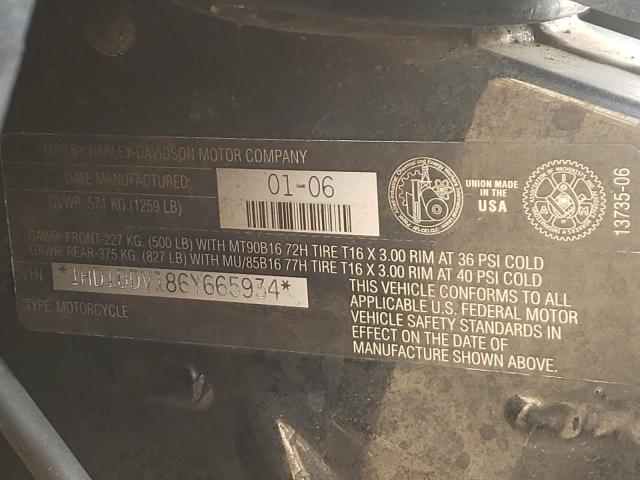 MFG BY HARLEY-DAVIDSON MOTOR COMPANY
DATE MANUFACTURED: 01-06
GVWR: 571 KG (1259 LB)
UNION MADE IN THE
USA
13735-06
GAWR: FRONT-227 KG. (500 LB) WITH MT90B16 72H TIRE T16 X 3.00 RIM AT 36 PSI COLD
GAWR: REAR-375 KG. (827 LB) WITH MU/85B16 77H TIRE T16 X 3.00 RIM AT 40 PSI COLD
VIN
TYPE: MOTORCYCLE
THIS VEHICLE CONFORMS TO ALL
APPLICABLE U.S. FEDERAL MOTOR
VEHICLE SAFETY STANDARDS IN
EFFECT ON THE DATE OF
MANUFACTURE SHOWN ABOVE.